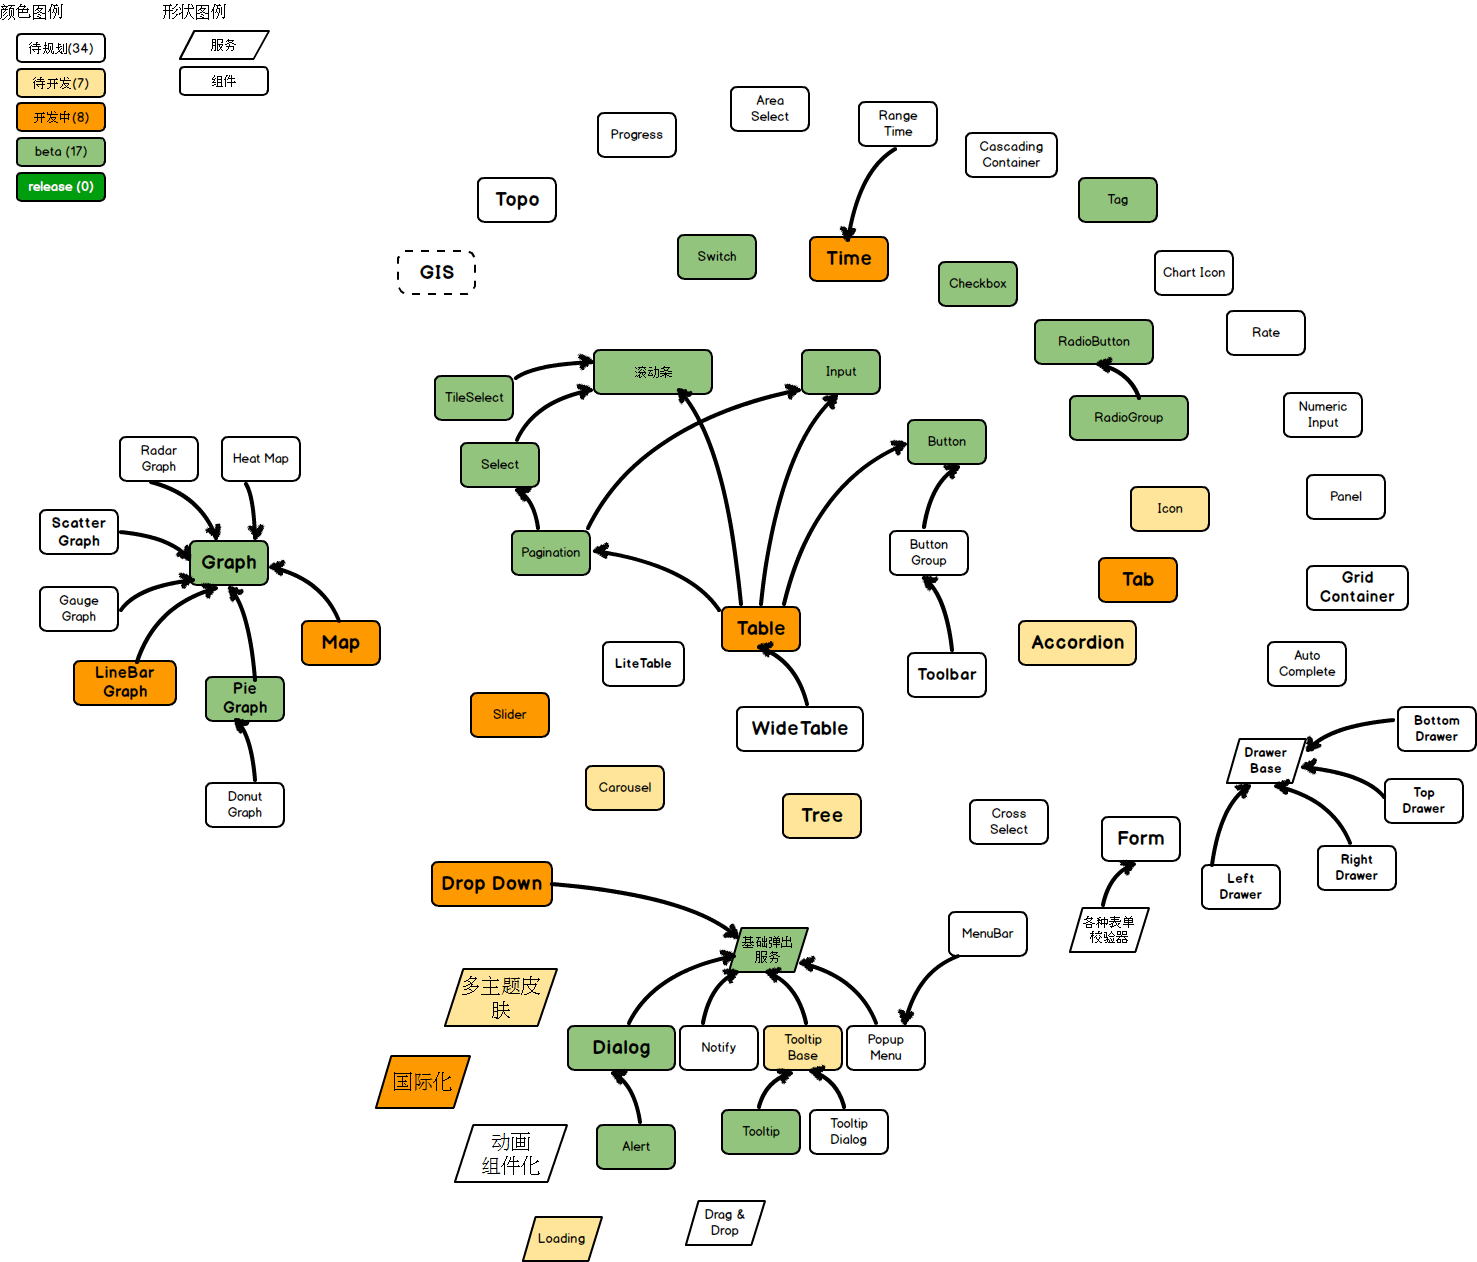 颜色图例
形状图例
待规划(34)
待开发(7)
开发中(8)
beta (17)
release (0)
服务
组件
Area
Select
Progress
Range
Time
Cascading
Container
Topo
Tag
Switch
Time
GIS
Checkbox
Chart Icon
Rate
RadioButton
滚动条
Input
TileSelect
RadioGroup
Numeric
Input
Radar
Graph
Heat Map
Select
Button
Panel
Icon
Scatter
Graph
Graph
Pagination
Button
Group
Tab
Grid
Container
Gauge
Graph
Map
Table
Accordion
LiteTable
Auto
Complete
LineBar
Graph
Pie
Graph
Toolbar
Slider
WideTable
Bottom
Drawer
Drawer
Base
Carousel
Tree
Top
Drawer
Donut
Graph
Cross
Select
Form
Right
Drawer
Left
Drawer
Drop Down
各种表单
校验器
MenuBar
基础弹出
服务
多主题皮
肤
Dialog
Notify
Tooltip
Base
Popup
Menu
国际化
动画
组件化
Alert
Tooltip
Tooltip
Dialog
Drag &
Drop
Loading